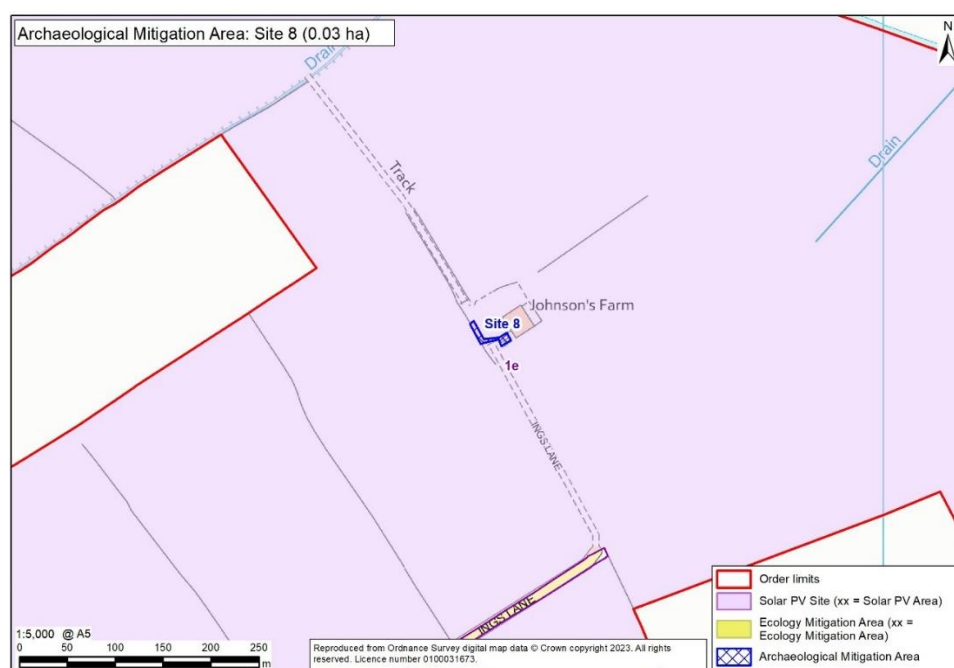 Archaeological Mitigation Area: Site 8 (0.03 ha)
N
Drain
Track
Drain
Johnson's Farm
Site 8
1e
INGS LANE
INGS LANE
1:5,000 @ A5
0 50 100 150 200 250
m
Reproduced from Ordnance Survey digital map data © Crown copyright 2023. All rights
reserved. Licence number 0100031673.
Order limits
Solar PV Site (xx = Solar PV Area)
Ecology Mitigation Area (xx =
Ecology Mitigation Area)
Archaeological Mitigation Area